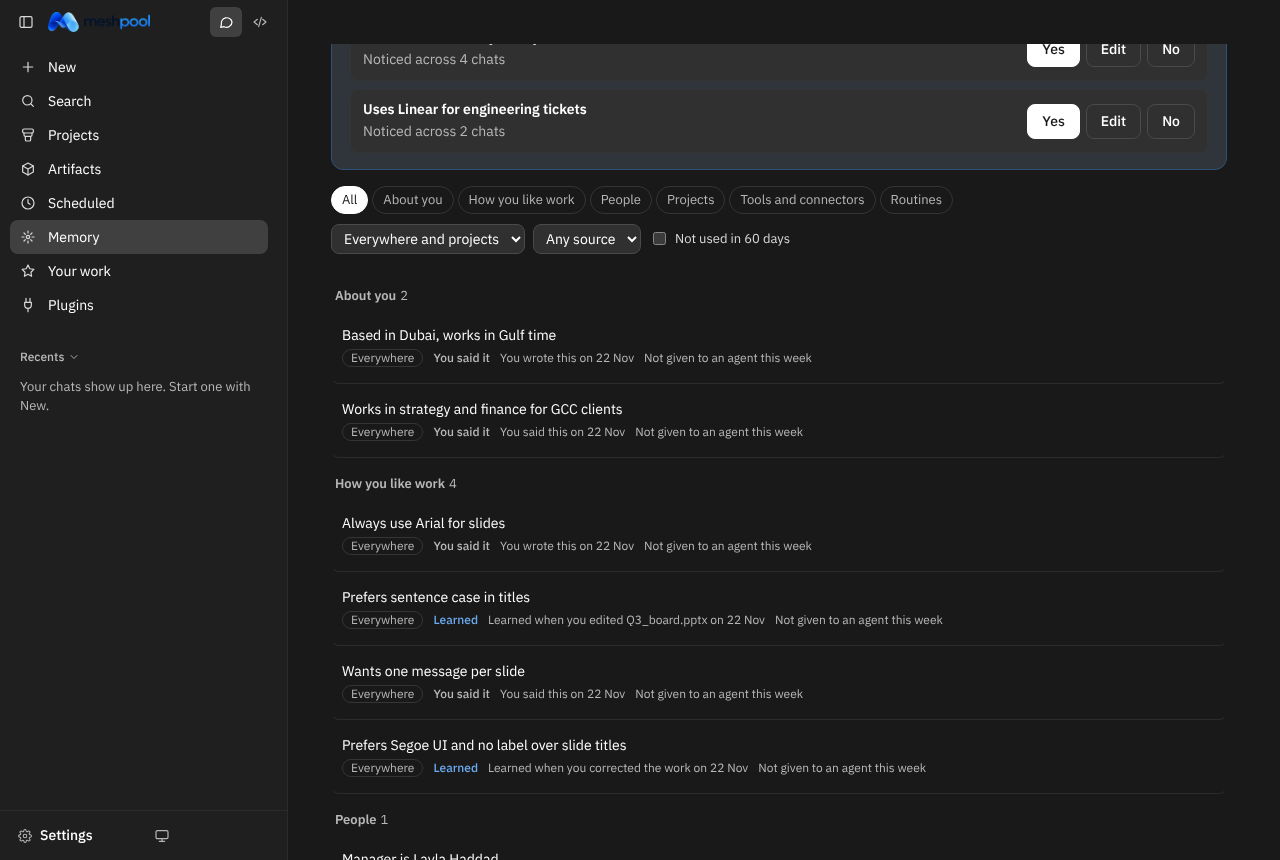 meshpool
New
Search
Projects
Artifacts
Scheduled
Memory
Your work
Plugins
Recents
Your chats show up here. Start one with
New.
Settings
Noticed across 4 chats
Yes
Edit
No
Uses Linear for engineering tickets
Noticed across 2 chats
Yes
Edit
No
All
About you
How you like work
People
Projects
Tools and connectors
Routines
Everywhere and projects
Any source
Not used in 60 days
About you 2
Based in Dubai, works in Gulf time
Everywhere You said it You wrote this on 22 Nov Not given to an agent this week
Works in strategy and finance for GCC clients
Everywhere You said it You said this on 22 Nov Not given to an agent this week
How you like work 4
Always use Arial for slides
Everywhere You said it You wrote this on 22 Nov Not given to an agent this week
Prefers sentence case in titles
Everywhere Learned Learned when you edited Q3_board.pptx on 22 Nov Not given to an agent this week
Wants one message per slide
Everywhere You said it You said this on 22 Nov Not given to an agent this week
Prefers Segoe UI and no label over slide titles
Everywhere Learned Learned when you corrected the work on 22 Nov Not given to an agent this week
People 1
Manager is Layla Haddad